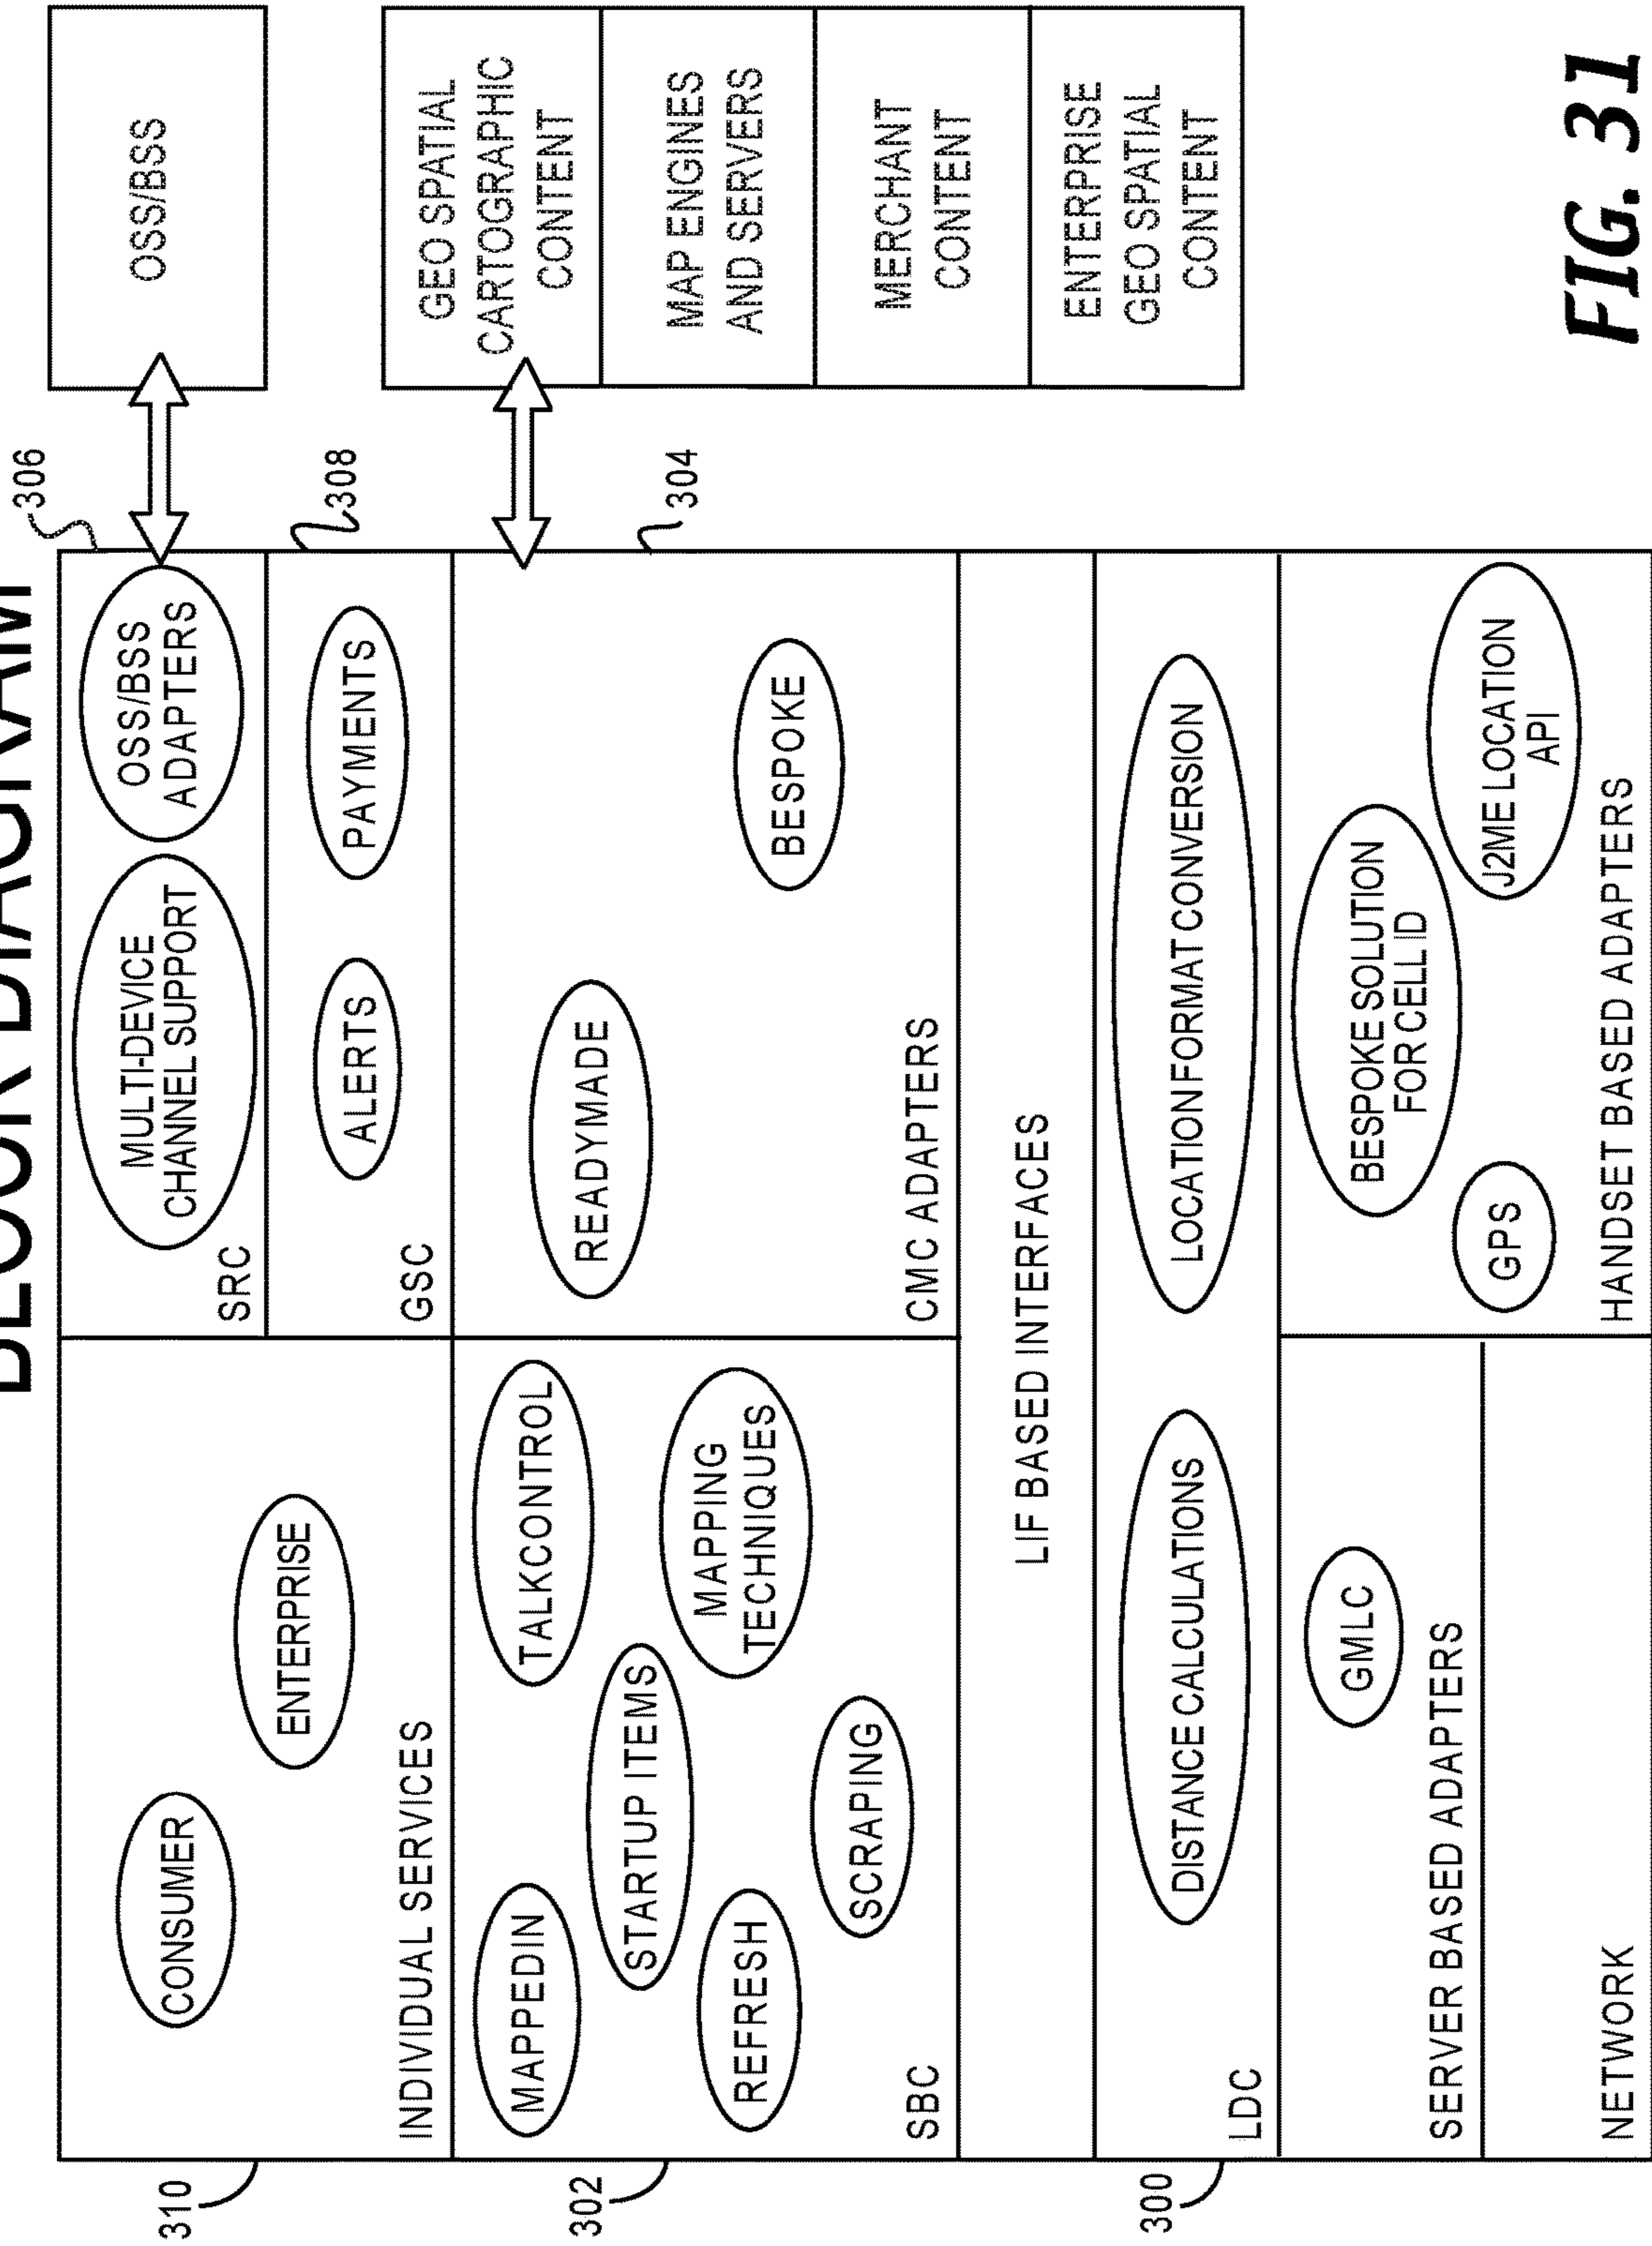 BLOCK DIAGRAM
310
CONSUMER
ENTERPRISE
INDIVIDUAL SERVICES
MULTI-DEVICE
CHANNEL SUPPORT
OSS/BSS
ADAPTERS
SRC
306
OSS/BSS
ALERTS
PAYMENTS
GSC
308
302
MAPPEDIN
TALKCONTROL
STARTUP ITEMS
REFRESH
MAPPING
TECHNIQUES
SCRAPING
SBC
READYMADE
BESPOKE
CMC ADAPTERS
304
GEO SPATIAL
CARTOGRAPHIC
CONTENT
MAP ENGINES
AND SERVERS
MERCHANT
CONTENT
ENTERPRISE
GEO SPATIAL
CONTENT
LIF BASED INTERFACES
300
DISTANCE CALCULATIONS
LOCATION FORMAT CONVERSION
LDC
GMLC
SERVER BASED ADAPTERS
NETWORK
BESPOKE SOLUTION
FOR CELL ID
GPS
J2ME LOCATION
API
HANDSET BASED ADAPTERS
FIG. 31